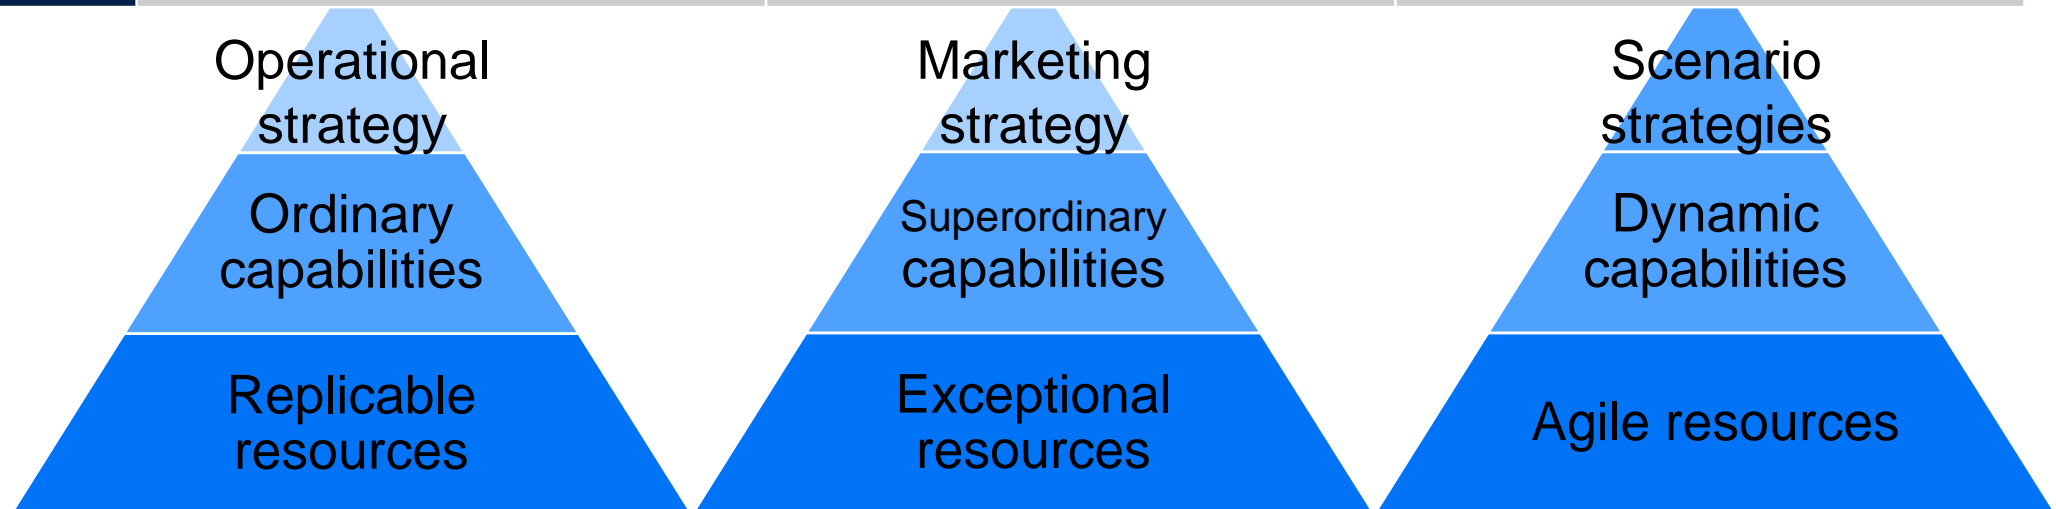 Operational
strategy
Ordinary
capabilities
Replicable
resources
Marketing
strategy
Superordinary
capabilities
Exceptional
resources
Scenario
strategies
Dynamic
capabilities
Agile resources